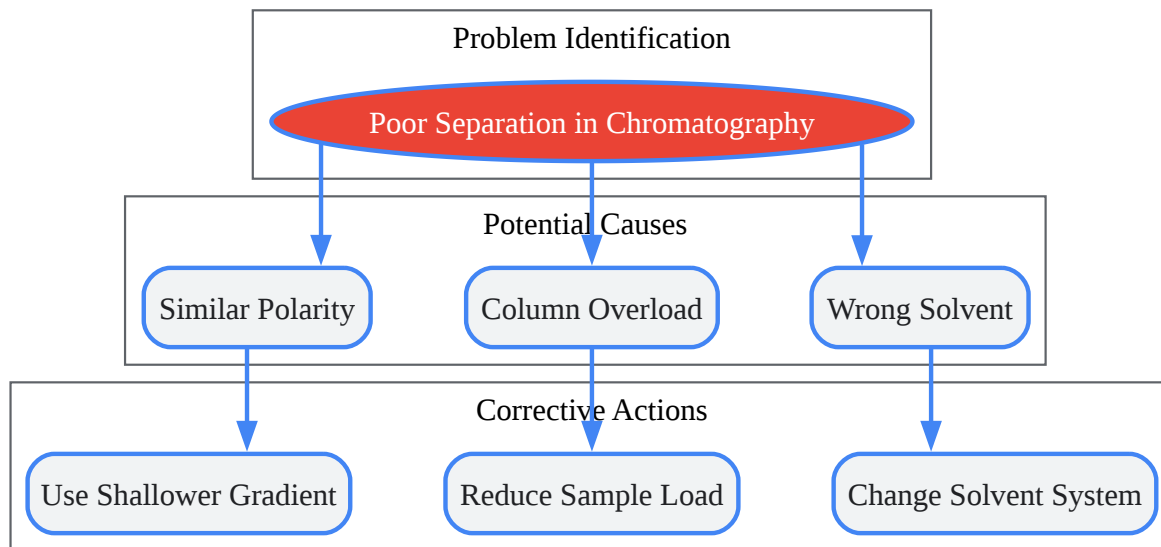 Problem Identification
Poor Separation in Chromatography
Potential Causes
Similar Polarity
Column Overload
Wrong Solvent
Corrective Actions
Use Shallower Gradient
Reduce Sample Load
Change Solvent System